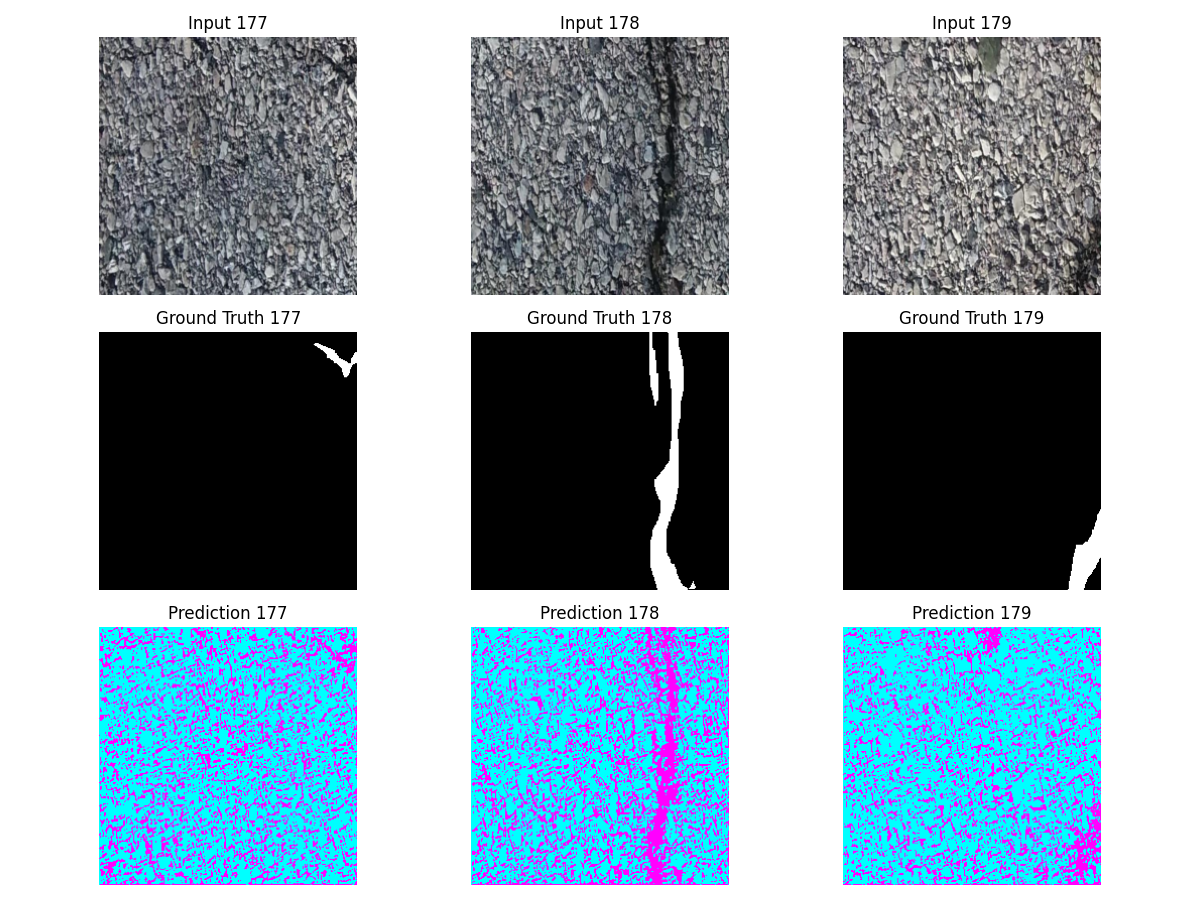 Input 177
Input 178
Input 179
Ground Truth 177
Ground Truth 178
Ground Truth 179
Prediction 177
Prediction 178
Prediction 179